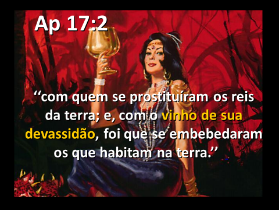 Ap 17:2
“com quem se prostituíram os reis
da terra; e, com o vinho de sua
devassidão, foi que se embebedaram
os que habitam na terra.”